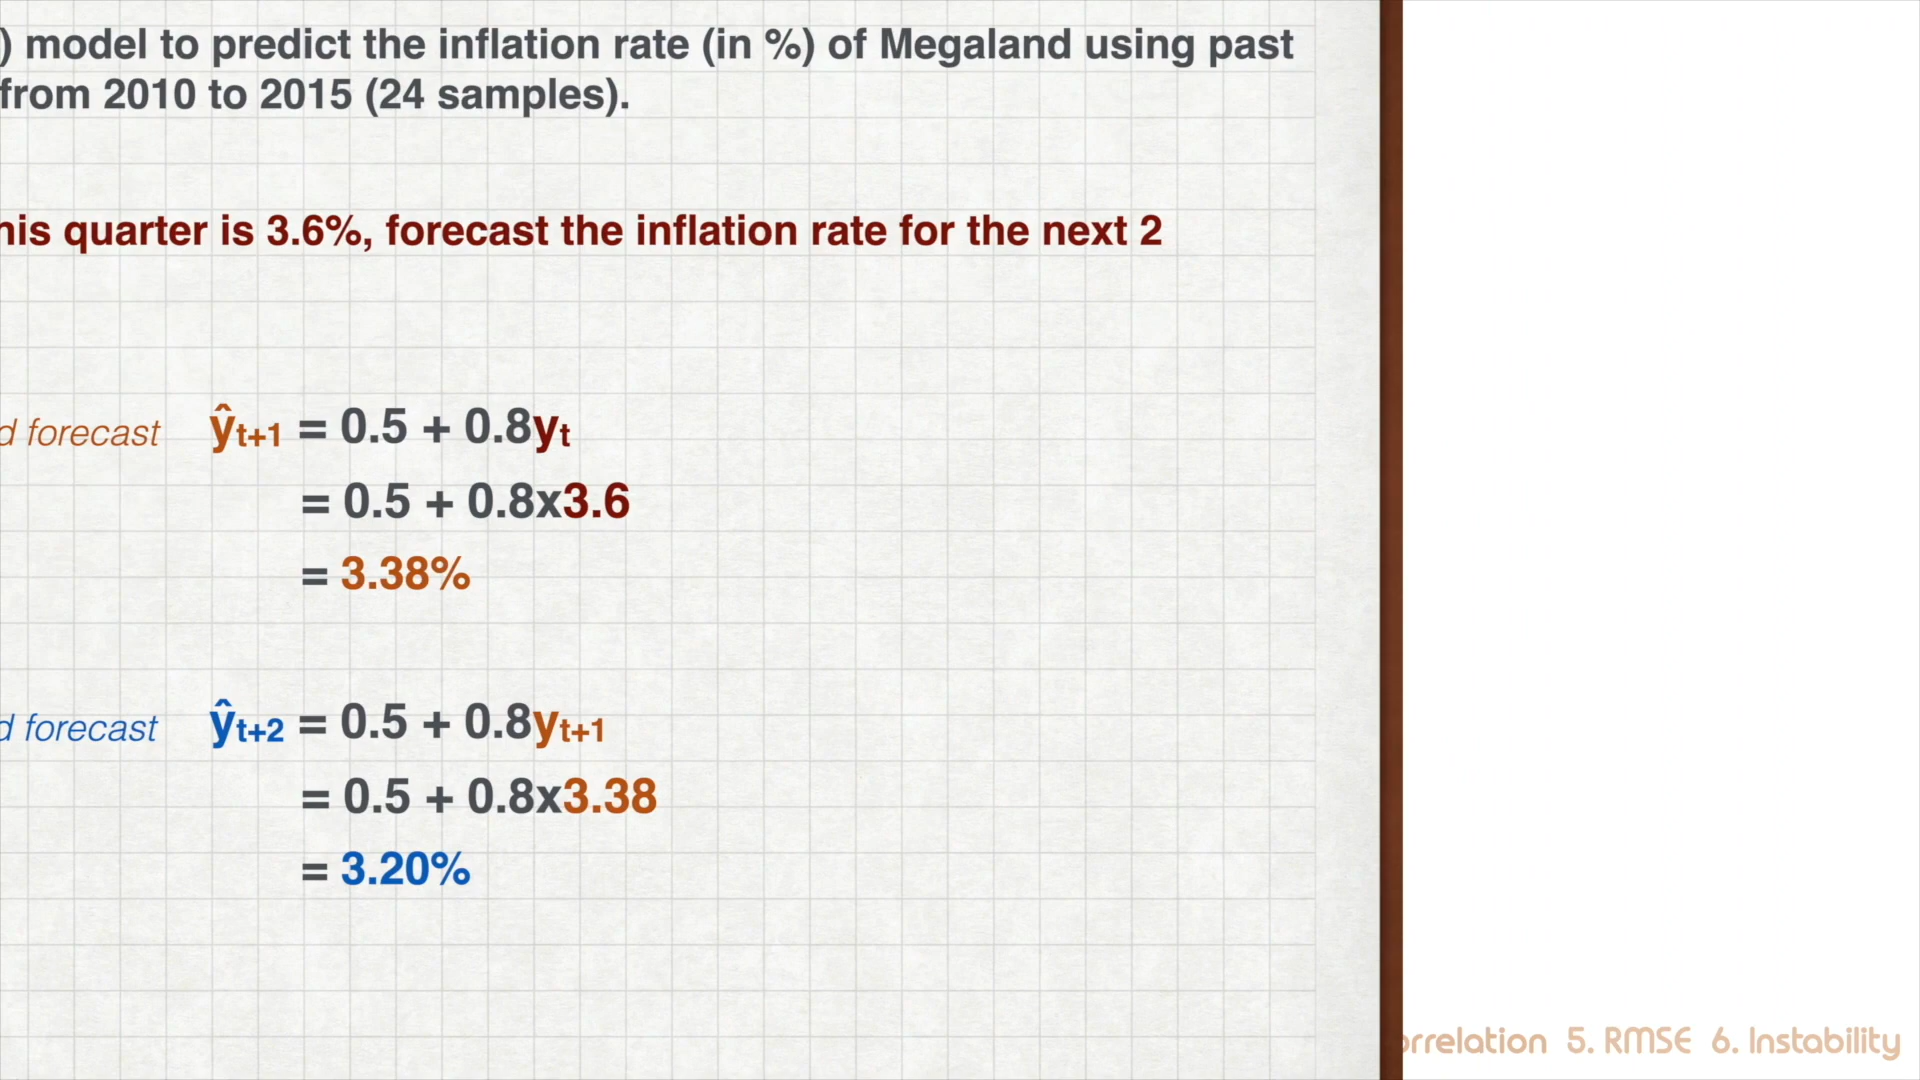 ) model to predict the inflation rate (in %) of Megaland using past
from 2010 to 2015 (24 samples).
his quarter is 3.6%, forecast the inflation rate for the next 2
d forecast ŷt+1 = 0.5 + 0.8yt
= 0.5 + 0.8x3.6
= 3.38%
d forecast ŷt+2 = 0.5 + 0.8yt+1
= 0.5 + 0.8x3.38
= 3.20%
orrelation 5. RMSE 6. Instability